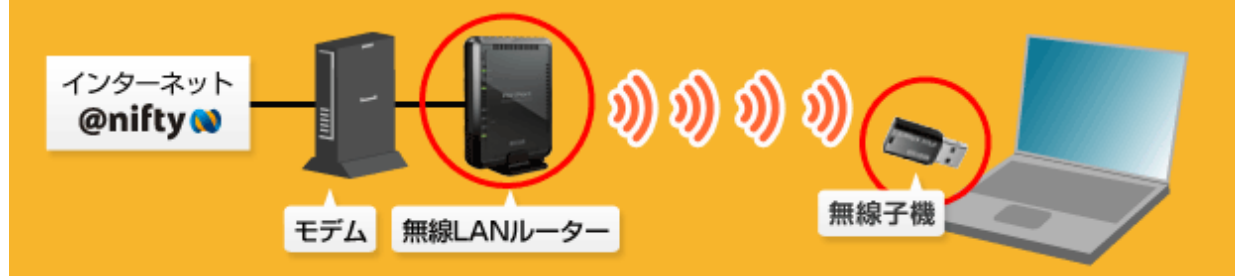 インターネット
@nifty
モデム
無線LANルーター
無線子機